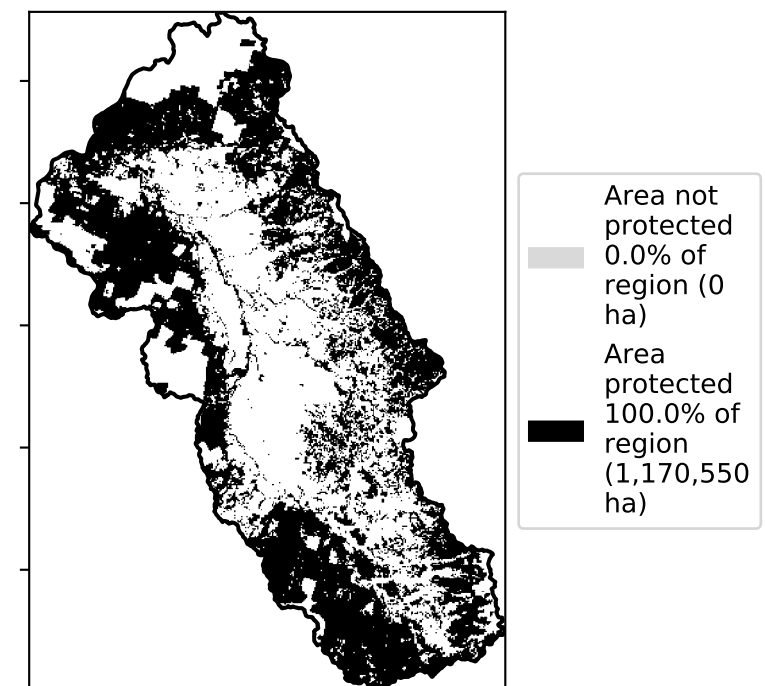 Area not
protected
0.0% of
region (0
ha)
Area
protected
100.0% of
region
(1,170,550
ha)